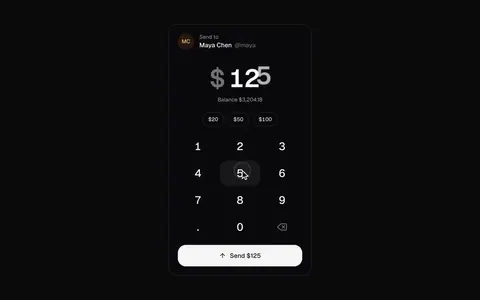 MC
Send to
Maya Chen @maya
$ 125
Balance $3,204.18
$20 $50 $100
1 2 3
4 5 6
7 8 9
. 0
Send $125